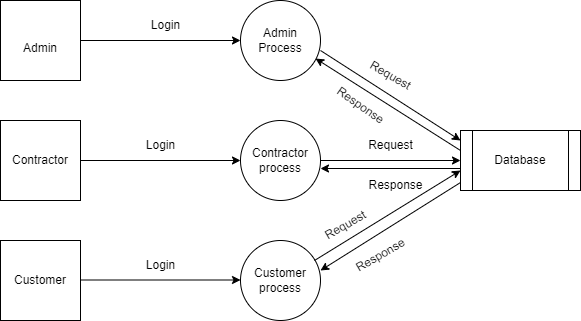 Login
Admin
Admin
Process
Request
Response
Login
Contractor
Contractor
process
Request
Response
Database
Login
Customer
Customer
process
Request
Response